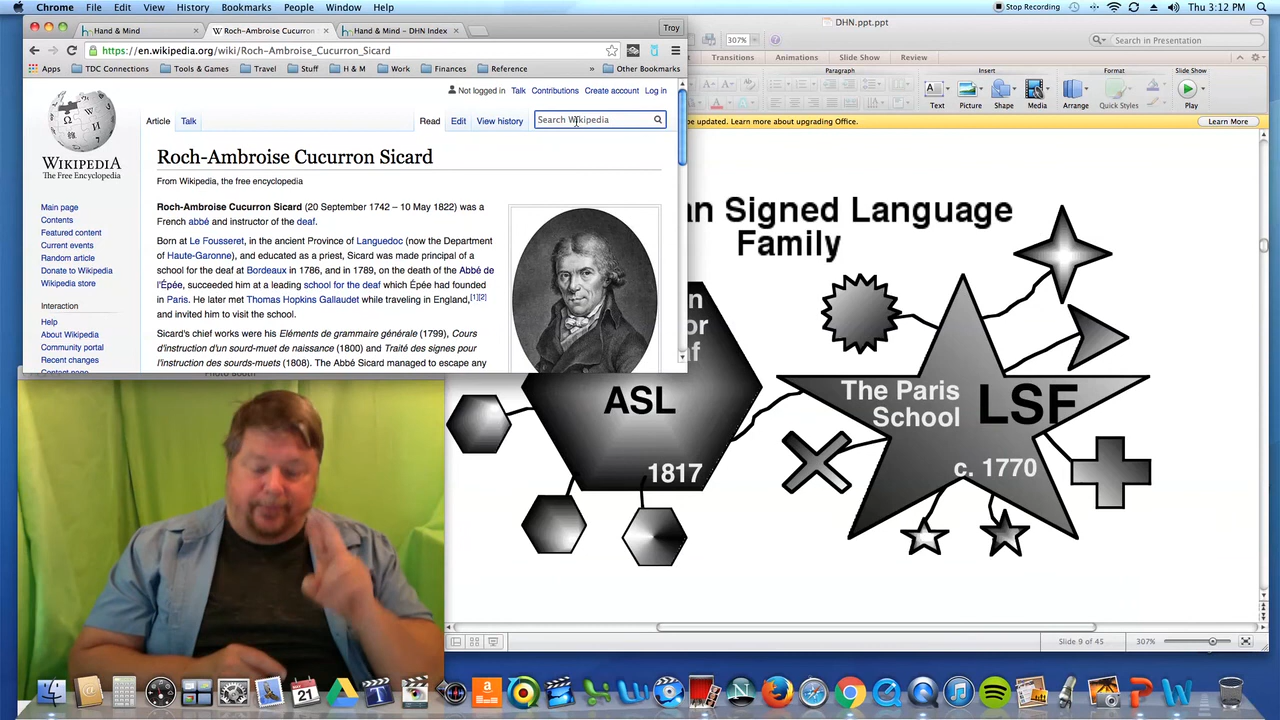 Chrome File Edit View History Bookmarks People Window Help
Stop Recording Thu 3:12 PM
Hand & Mind
Roch-Ambroise Cucurron
Hand & Mind - DHN Index
Troy
https://en.wikipedia.org/wiki/Roch-Ambroise_Cucurron_Sicard
Apps TDC Connections Tools & Games Travel Stuff H & M Work Finances Reference » Other Bookmarks
Not logged in Talk Contributions Create account Log in
Article Talk Read Edit View history Search Wikipedia
WIKIPEDIA
The Free Encyclopedia
Main page
Contents
Featured content
Current events
Random article
Donate to Wikipedia
Wikipedia store
Interaction
Help
About Wikipedia
Community portal
Recent changes
Contact page
Roch-Ambroise Cucurron Sicard
From Wikipedia, the free encyclopedia
Roch-Ambroise Cucurron Sicard (20 September 1742 – 10 May 1822) was a
French abbé and instructor of the deaf.
Born at Le Fousseret, in the ancient Province of Languedoc (now the Department
of Haute-Garonne), and educated as a priest, Sicard was made principal of a
school for the deaf at Bordeaux in 1786, and in 1789, on the death of the Abbé de
l'Épée, succeeded him at a leading school for the deaf which Épée had founded
in Paris. He later met Thomas Hopkins Gallaudet while traveling in England,[1][2]
and invited him to visit the school.
Sicard's chief works were his Eléments de grammaire générale (1799), Cours
d'instruction d'un sourd-muet de naissance (1800) and Traité des signes pour
l'instruction des sourds-muets (1808). The Abbé Sicard managed to escape any
DHN.ppt.ppt
307%
Search in Presentation
Transitions Animations Slide Show Review
Paragraph Insert Format Slide Show
Text Picture Shape Media Arrange Quick Styles Play
be updated. Learn more about upgrading Office. Learn More
an Signed Language
Family
n
or
af
ASL
1817
The Paris
School
LSF
c. 1770
Slide 9 of 45 307%
21